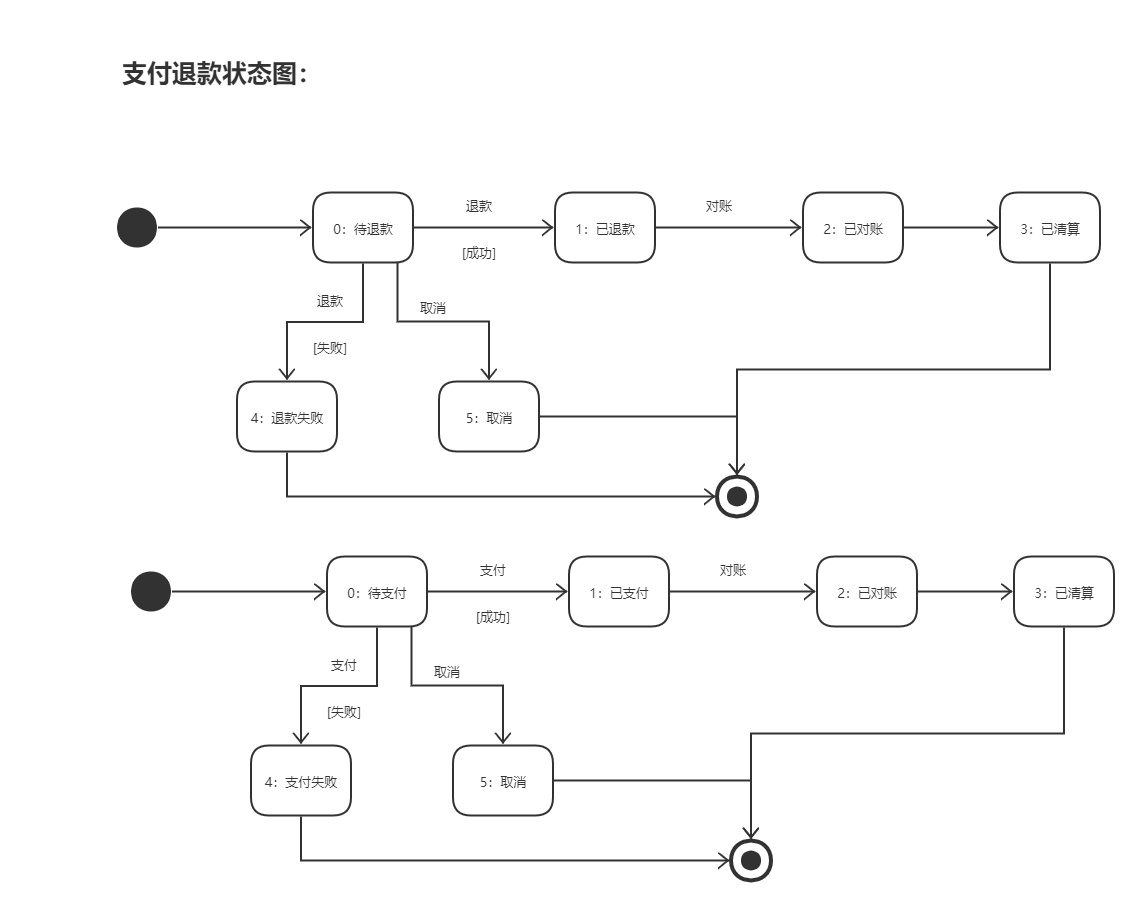 支付退款状态图：
退款
对账
0：待退款
1：已退款
2：已对账
3：已清算
[成功]
退款
取消
[失败]
4：退款失败
5：取消
支付
对账
0：待支付
1：已支付
2：已对账
3：已清算
[成功]
支付
取消
[失败]
4：支付失败
5：取消